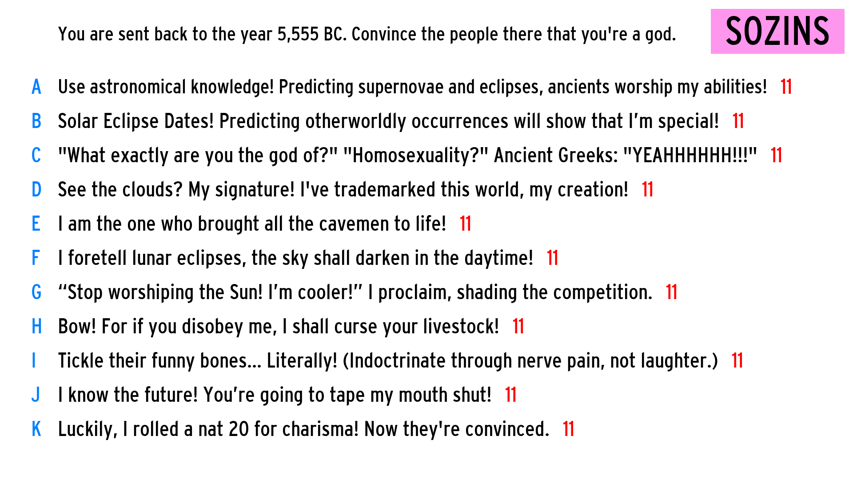 You are sent back to the year 5,555 BC. Convince the people there that you're a god.
SOZINS
A Use astronomical knowledge! Predicting supernovae and eclipses, ancients worship my abilities! 11
B Solar Eclipse Dates! Predicting otherworldly occurrences will show that I’m special! 11
C "What exactly are you the god of?" "Homosexuality?" Ancient Greeks: "YEAHHHHHH!!!" 11
D See the clouds? My signature! I've trademarked this world, my creation! 11
E I am the one who brought all the cavemen to life! 11
F I foretell lunar eclipses, the sky shall darken in the daytime! 11
G “Stop worshiping the Sun! I’m cooler!” I proclaim, shading the competition. 11
H Bow! For if you disobey me, I shall curse your livestock! 11
I Tickle their funny bones... Literally! (Indoctrinate through nerve pain, not laughter.) 11
J I know the future! You’re going to tape my mouth shut! 11
K Luckily, I rolled a nat 20 for charisma! Now they're convinced. 11